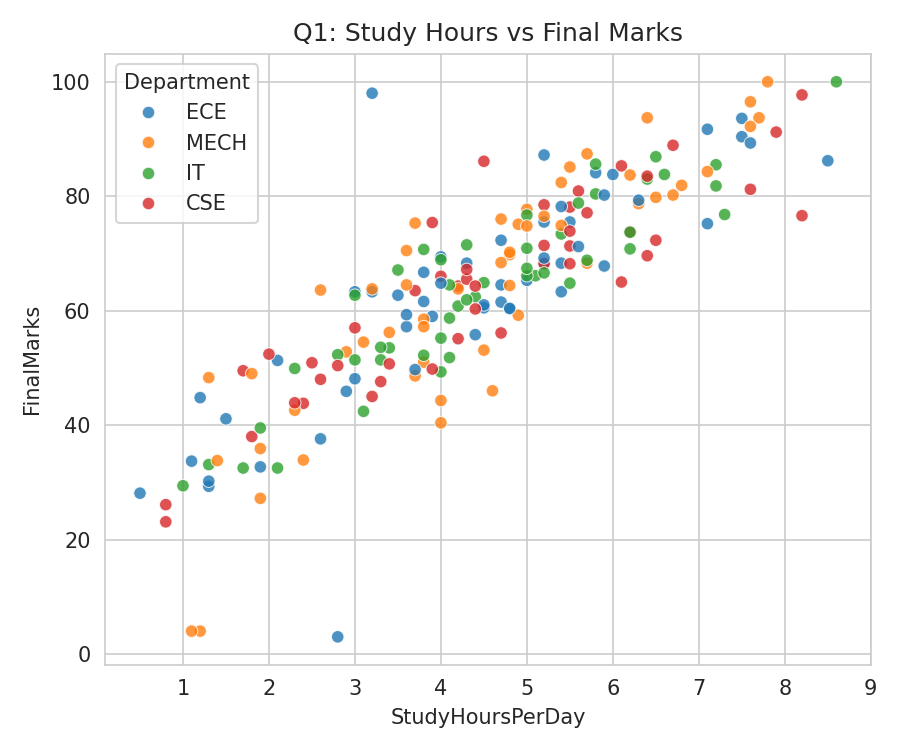 Q1: Study Hours vs Final Marks
Department
ECE
MECH
IT
CSE
FinalMarks
100
80
60
40
20
0
1 2 3 4 5 6 7 8 9
StudyHoursPerDay